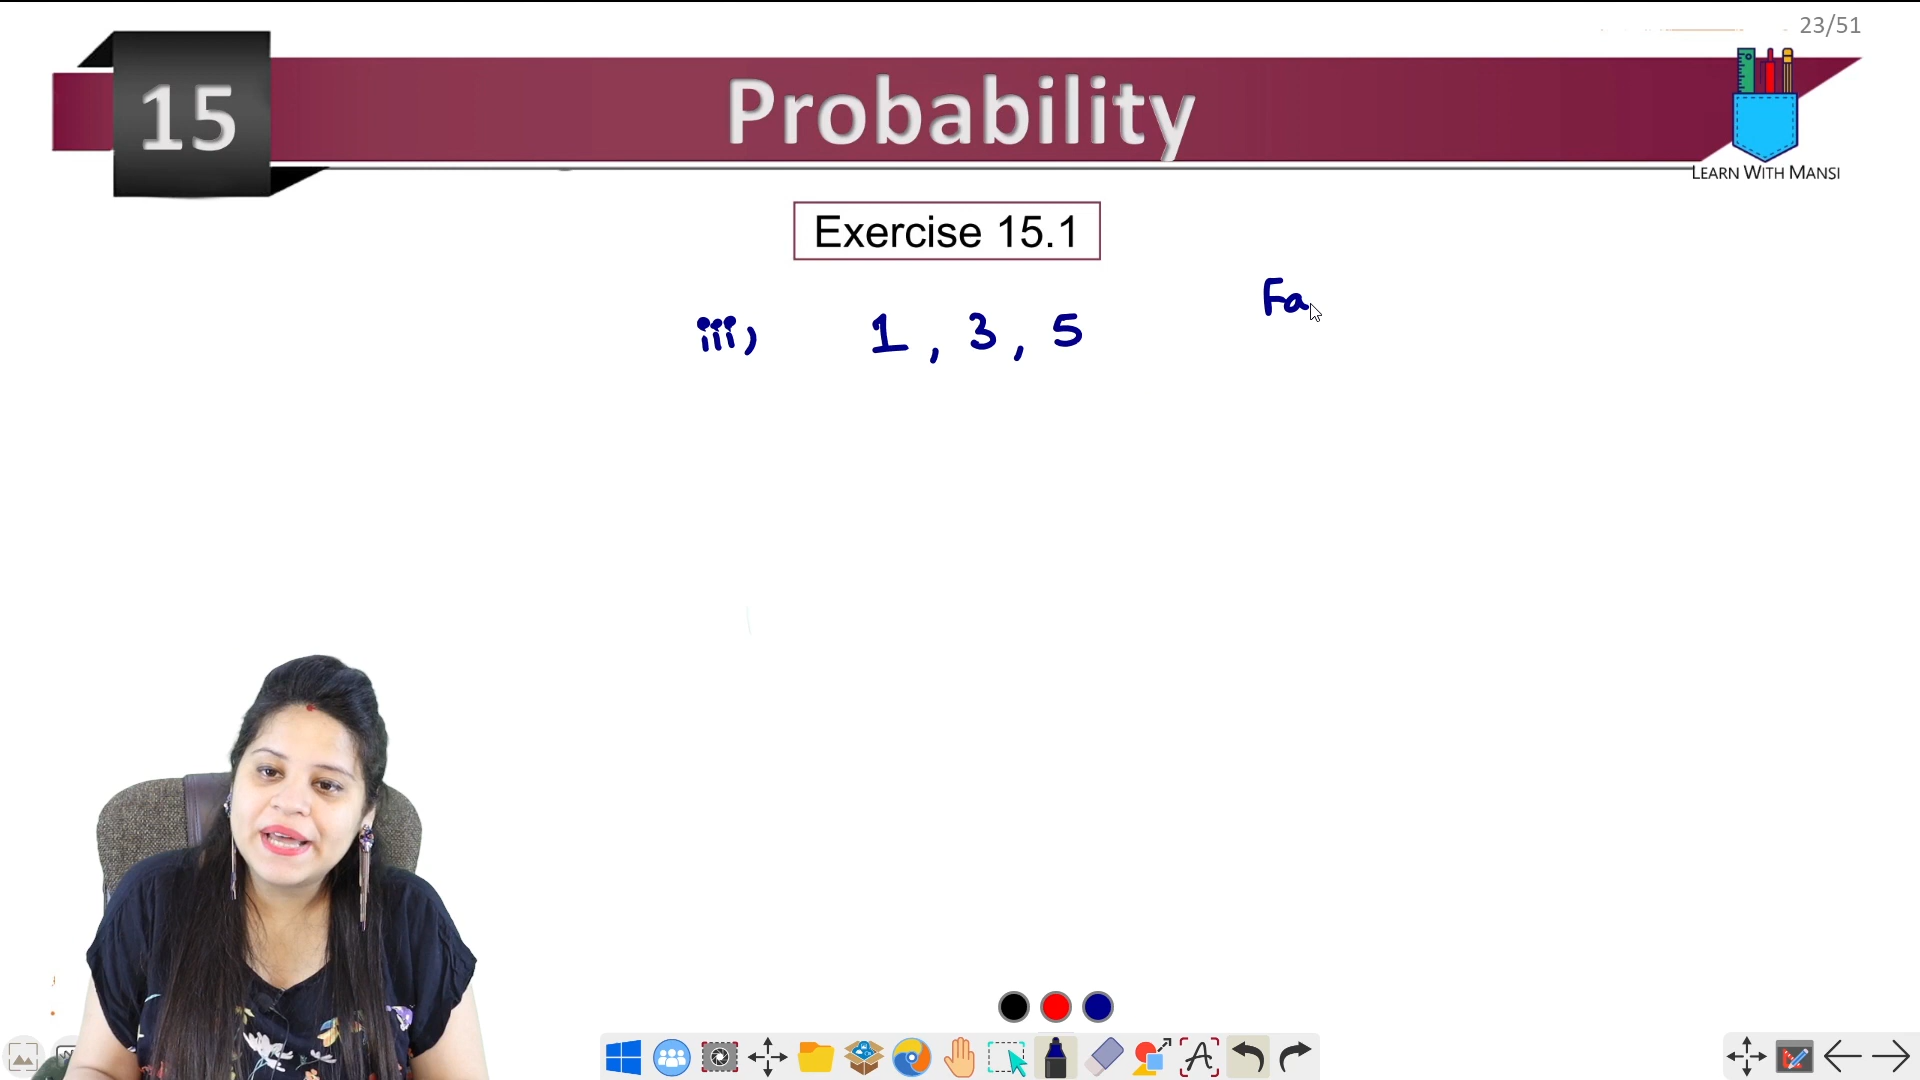 23/51
15 Probability
LEARN WITH MANSI
Exercise 15.1
Fa
iii) 1 , 3 , 5